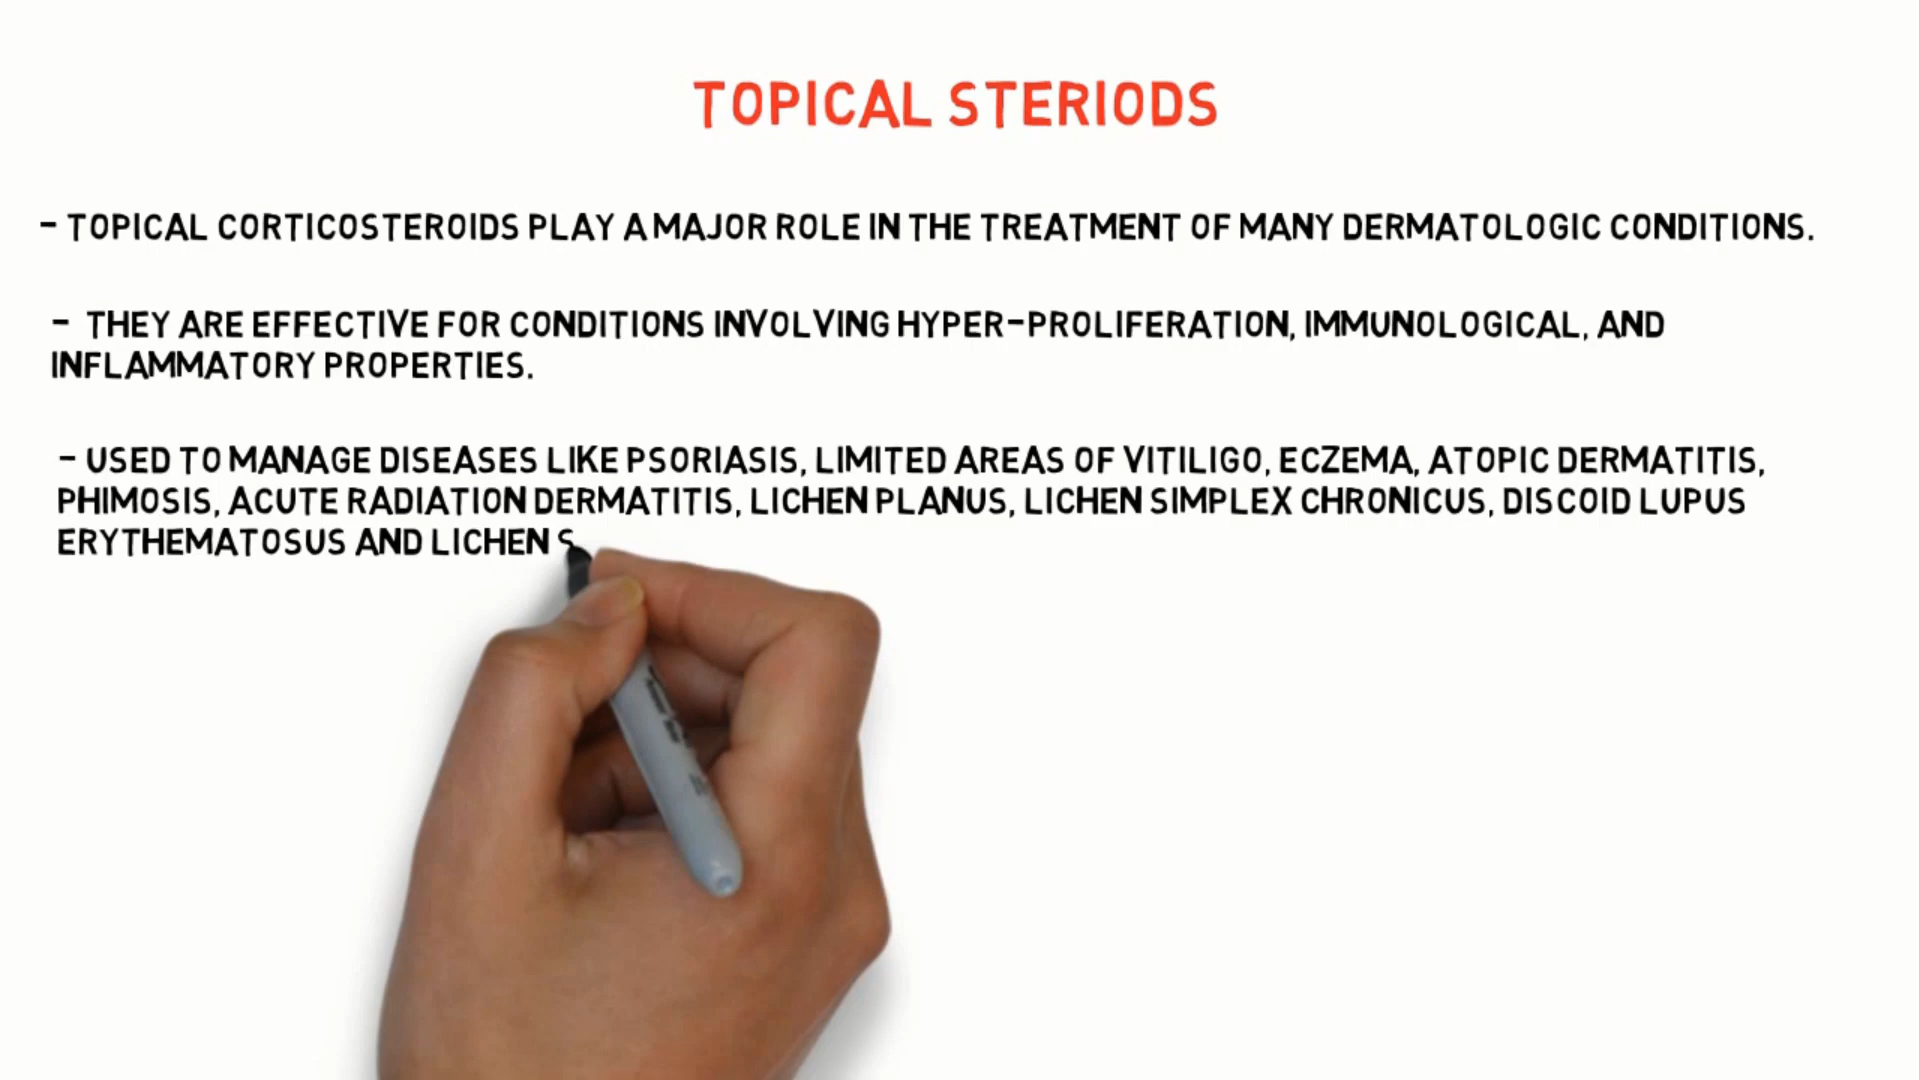 TOPICAL STERIODS
- TOPICAL CORTICOSTEROIDS PLAY A MAJOR ROLE IN THE TREATMENT OF MANY DERMATOLOGIC CONDITIONS.
- THEY ARE EFFECTIVE FOR CONDITIONS INVOLVING HYPER-PROLIFERATION, IMMUNOLOGICAL, AND
INFLAMMATORY PROPERTIES.
- USED TO MANAGE DISEASES LIKE PSORIASIS, LIMITED AREAS OF VITILIGO, ECZEMA, ATOPIC DERMATITIS,
PHIMOSIS, ACUTE RADIATION DERMATITIS, LICHEN PLANUS, LICHEN SIMPLEX CHRONICUS, DISCOID LUPUS
ERYTHEMATOSUS AND LICHEN S